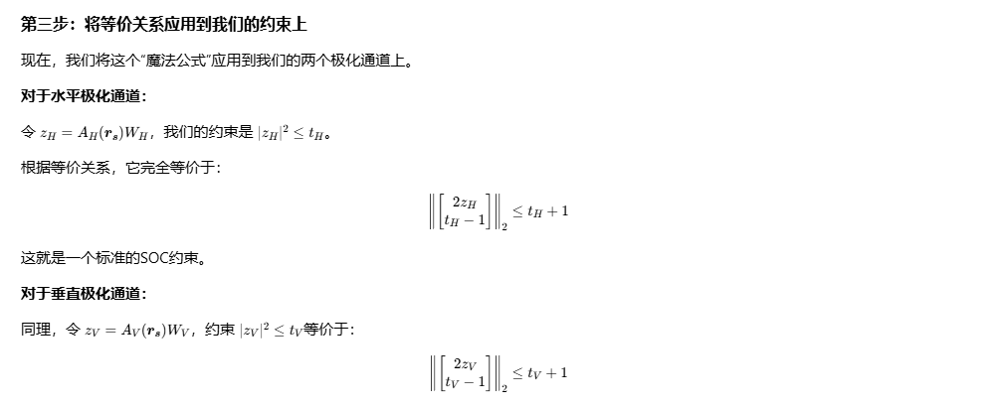 第三步：将等价关系应用到我们的约束上
现在，我们将这个“魔法公式”应用到我们的两个极化通道上。
对于水平极化通道：
令 $z_H = A_H(\boldsymbol{r_s})W_H$，我们的约束是 $|z_H|^2 \leq t_H$。
根据等价关系，它完全等价于：
$$\left\| \begin{bmatrix} 2z_H \\ t_H - 1 \end{bmatrix} \right\|_2 \leq t_H + 1$$
这就是一个标准的SOC约束。
对于垂直极化通道：
同理，令 $z_V = A_V(\boldsymbol{r_s})W_V$，约束 $|z_V|^2 \leq t_V$等价于：
$$\left\| \begin{bmatrix} 2z_V \\ t_V - 1 \end{bmatrix} \right\|_2 \leq t_V + 1$$